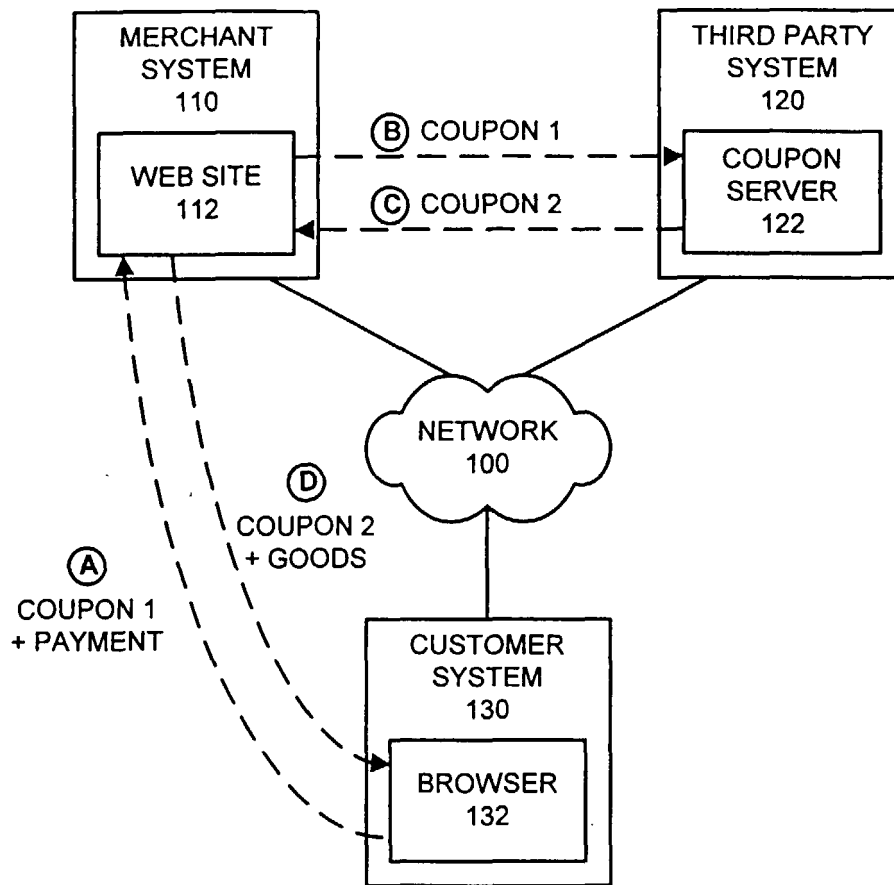 MERCHANT
SYSTEM
110
WEB SITE
112
THIRD PARTY
SYSTEM
120
COUPON
SERVER
122
B COUPON 1
C COUPON 2
NETWORK
100
D
COUPON 2
+ GOODS
A
COUPON 1
+ PAYMENT
CUSTOMER
SYSTEM
130
BROWSER
132